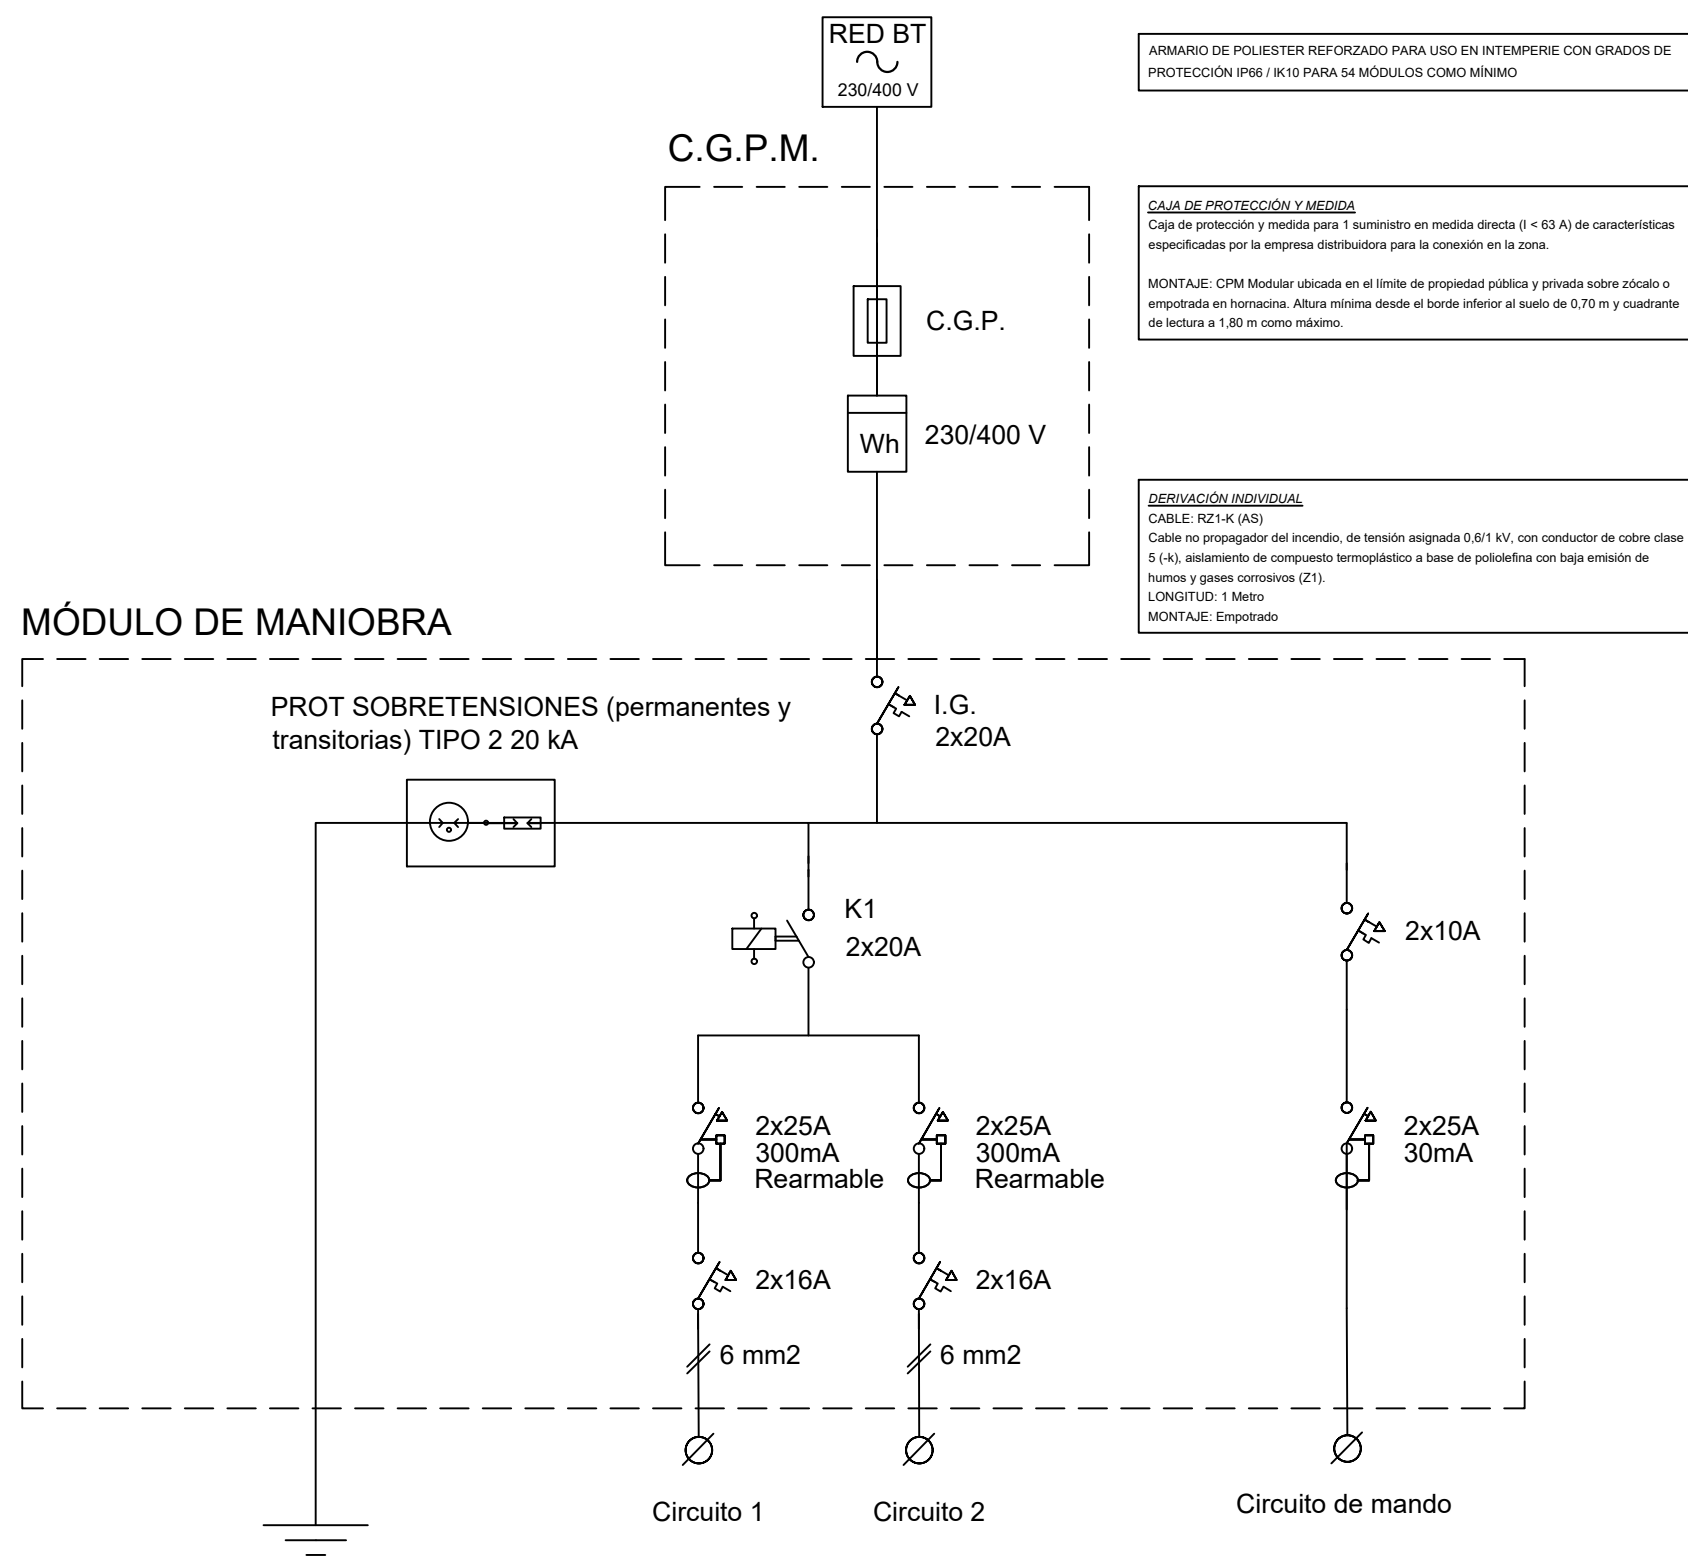 RED BT
230/400 V
ARMARIO DE POLIESTER REFORZADO PARA USO EN INTEMPERIE CON GRADOS DE
PROTECCIÓN IP66 / IK10 PARA 54 MÓDULOS COMO MÍNIMO
C.G.P.M.
CAJA DE PROTECCIÓN Y MEDIDA
Caja de protección y medida para 1 suministro en medida directa (I < 63 A) de características
especificadas por la empresa distribuidora para la conexión en la zona.
MONTAJE: CPM Modular ubicada en el límite de propiedad pública y privada sobre zócalo o
empotrada en hornacina. Altura mínima desde el borde inferior al suelo de 0,70 m y cuadrante
de lectura a 1,80 m como máximo.
C.G.P.
Wh
230/400 V
DERIVACIÓN INDIVIDUAL
CABLE: RZ1-K (AS)
Cable no propagador del incendio, de tensión asignada 0,6/1 kV, con conductor de cobre clase
5 (-k), aislamiento de compuesto termoplástico a base de poliolefina con baja emisión de
humos y gases corrosivos (Z1).
LONGITUD: 1 Metro
MONTAJE: Empotrado
MÓDULO DE MANIOBRA
PROT SOBRETENSIONES (permanentes y
transitorias) TIPO 2 20 kA
I.G.
2x20A
K1
2x20A
2x10A
2x25A
300mA
Rearmable
2x25A
300mA
Rearmable
2x25A
30mA
2x16A
2x16A
6 mm2
6 mm2
Circuito 1
Circuito 2
Circuito de mando